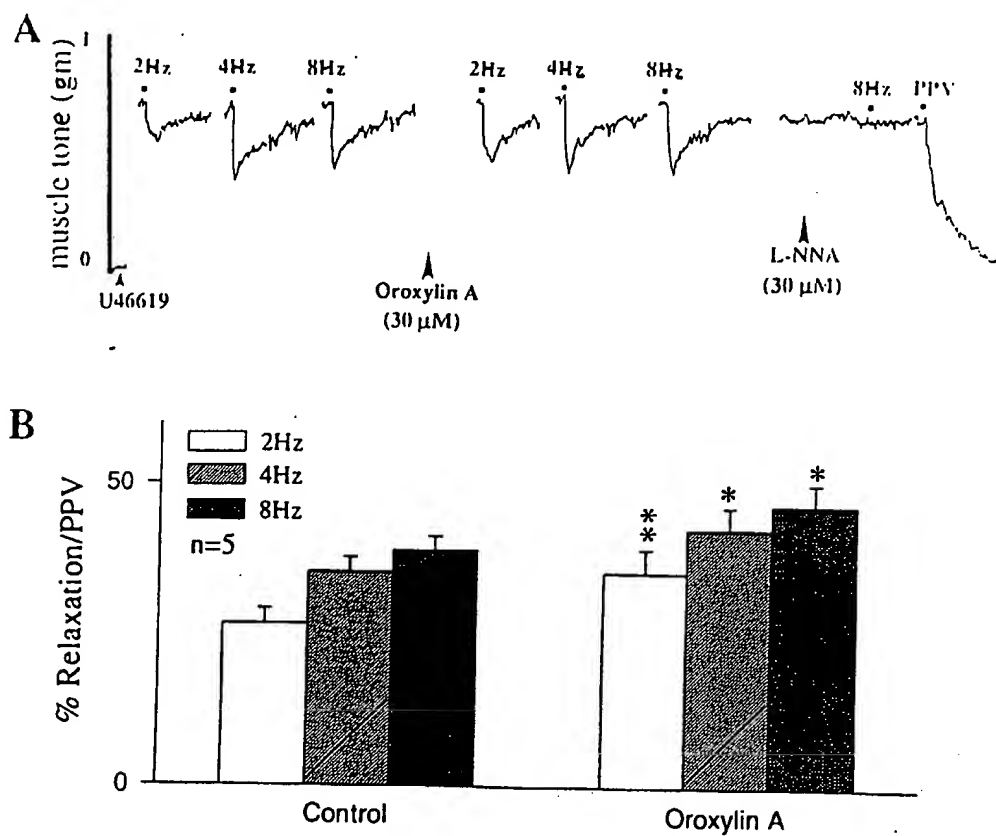 A
1
2Hz 4Hz 8Hz 2Hz 4Hz 8Hz 8Hz PPV
muscle tone (gm)
0
U46619
Oroxylin A
(30 µM)
L-NNA
(30 µM)
B
2Hz
4Hz
8Hz
n=5
50
% Relaxation/PPV
**
*
*
0
Control Oroxylin A